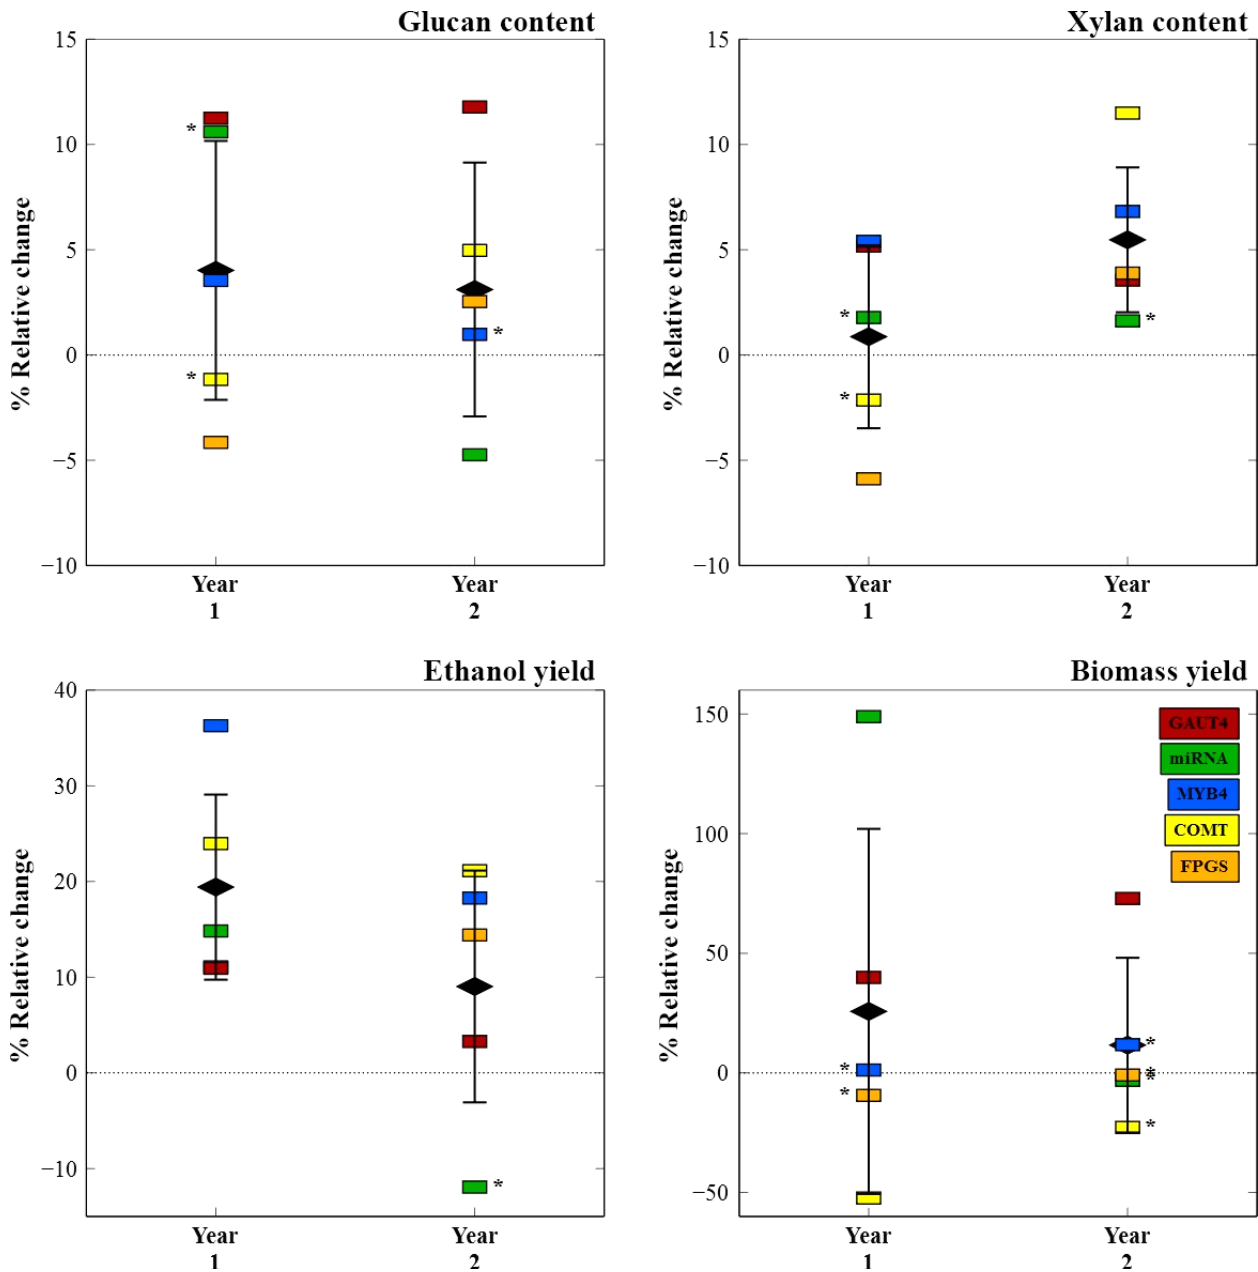 Glucan content
% Relative change
15
10
5
0
−5
−10
*
*
*
Year
1
Year
2
Xylan content
% Relative change
15
10
5
0
−5
−10
*
*
*
Year
1
Year
2
Ethanol yield
% Relative change
40
30
20
10
0
−10
*
Year
1
Year
2
Biomass yield
% Relative change
150
100
50
0
−50
*
*
*
*
*
*
GAUT4
miRNA
MYB4
COMT
FPGS
Year
1
Year
2